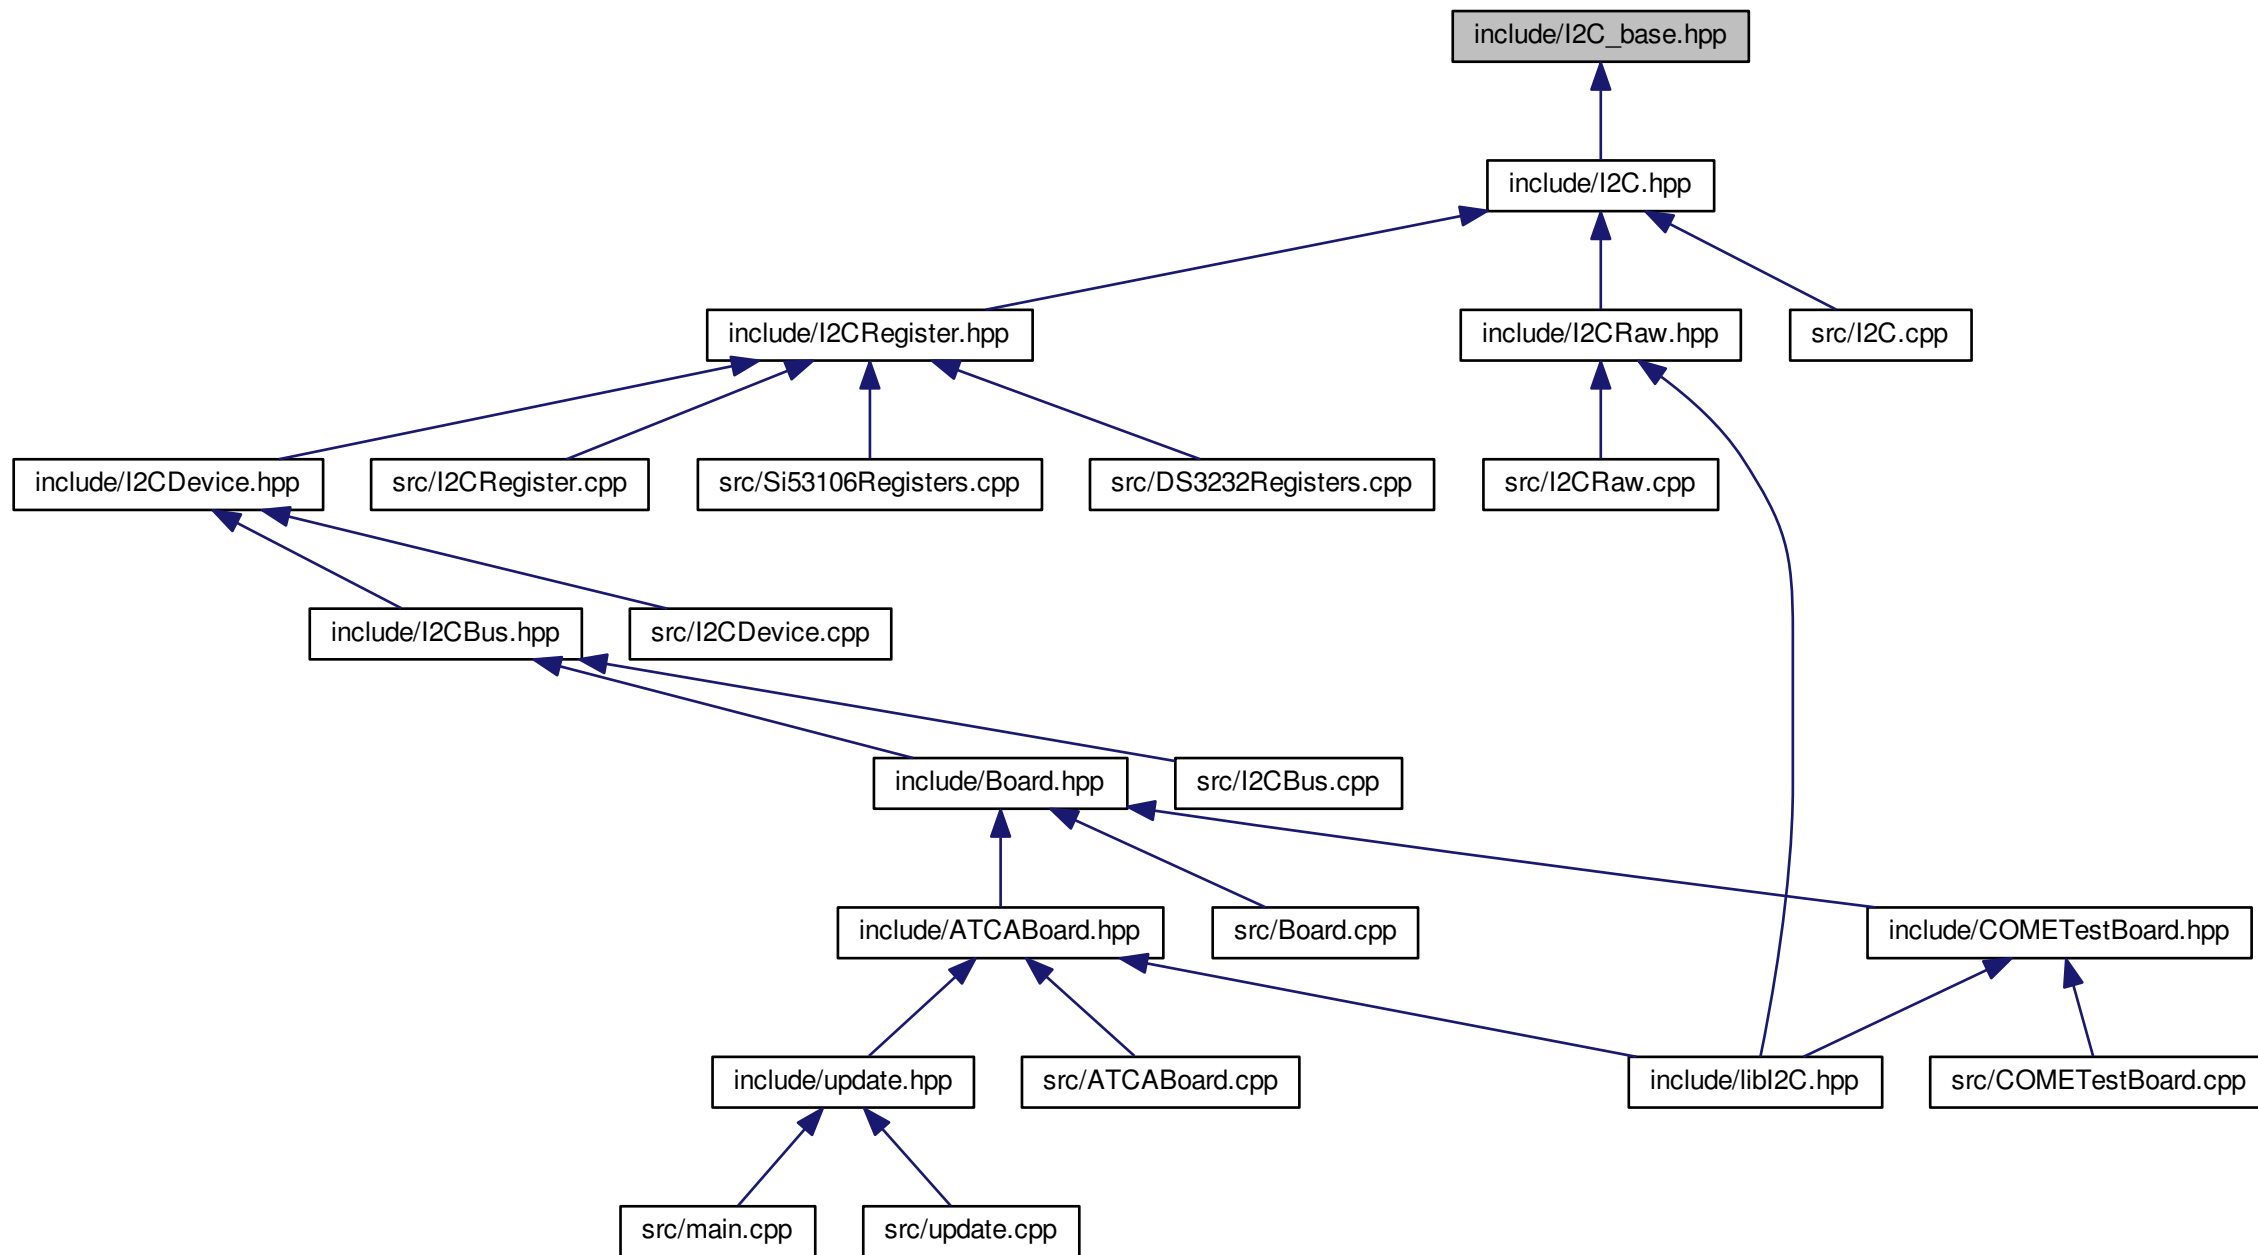 include/I2C_base.hpp
include/I2C.hpp
include/I2CRegister.hpp
include/I2CRaw.hpp
src/I2C.cpp
include/I2CDevice.hpp
src/I2CRegister.cpp
src/Si53106Registers.cpp
src/DS3232Registers.cpp
src/I2CRaw.cpp
include/I2CBus.hpp
src/I2CDevice.cpp
include/Board.hpp
src/I2CBus.cpp
include/ATCABoard.hpp
src/Board.cpp
include/COMETestBoard.hpp
include/update.hpp
src/ATCABoard.cpp
include/libI2C.hpp
src/COMETestBoard.cpp
src/main.cpp
src/update.cpp